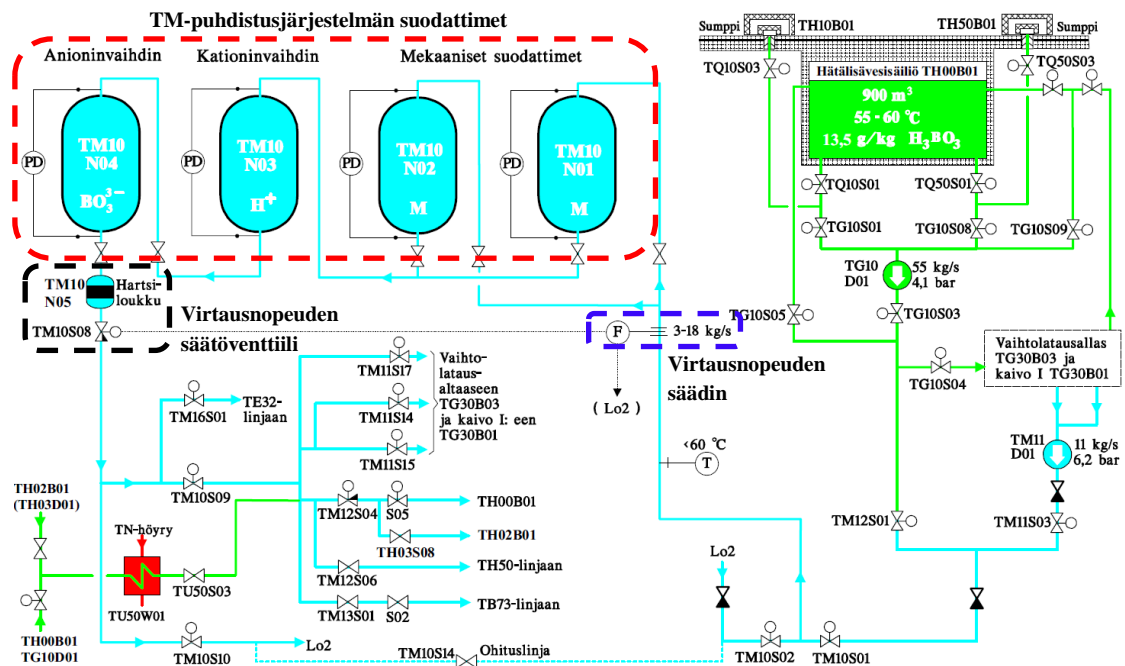 TM-puhdistusjärjestelmän suodattimet
Anioninvaihdin
Kationinvaihdin
Mekaaniset suodattimet
PD
TM10
N04
BO₃³⁻
PD
TM10
N03
H⁺
PD
TM10
N02
M
PD
TM10
N01
M
TM10
N05
Hartsi-
loukku
TM10S08
Virtausnopeuden
säätöventtiili
F
3-18 kg/s
Virtausnopeuden
säädin
( Lo2 )
<60 °C
T
TM16S01
TE32-
linjaan
TM11S17
TM11S14
TM11S15
Vaihto-
lataus-
altaaseen
TG30B03
ja kaivo I: een
TG30B01
TM10S09
TM12S04
S05
TH00B01
TH03S08
TH02B01
TM12S06
TH50-linjaan
TM13S01
S02
TB73-linjaan
TH02B01
(TH03D01)
TN-höyry
TU50W01
TU50S03
TH00B01
TG10D01
TM10S10
Lo2
TM10S14
Ohituslinja
Lo2
TM10S02
TM10S01
Sumppi
TH10B01
TH50B01
Sumppi
TQ10S03
TQ50S03
Hätälisävesisäiliö TH00B01
900 m³
55 - 60 °C
13,5 g/kg H₃BO₃
TQ10S01
TQ50S01
TG10S01
TG10S08
TG10S09
TG10
D01
55 kg/s
4,1 bar
TG10S05
TG10S03
TG10S04
Vaihtolatausallas
TG30B03 ja
kaivo I TG30B01
TM11
D01
11 kg/s
6,2 bar
TM12S01
TM11S03